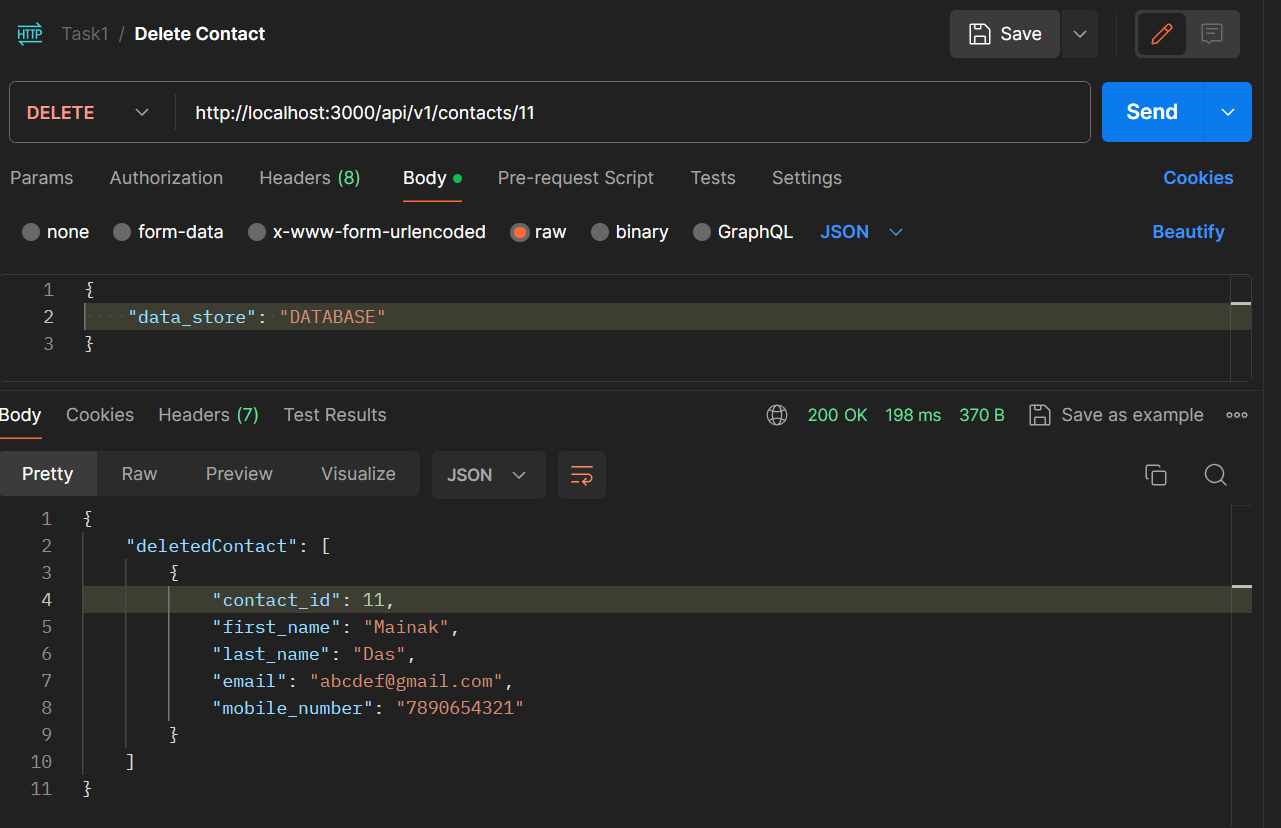 HTTP Task1 / Delete Contact Save
DELETE http://localhost:3000/api/v1/contacts/11 Send
Params Authorization Headers (8) Body Pre-request Script Tests Settings Cookies
none form-data x-www-form-urlencoded raw binary GraphQL JSON Beautify
1 {
2 "data_store": "DATABASE"
3 }
Body Cookies Headers (7) Test Results 200 OK 198 ms 370 B Save as example
Pretty Raw Preview Visualize JSON
1 {
2 "deletedContact": [
3 {
4 "contact_id": 11,
5 "first_name": "Mainak",
6 "last_name": "Das",
7 "email": "abcdef@gmail.com",
8 "mobile_number": "7890654321"
9 }
10 ]
11 }